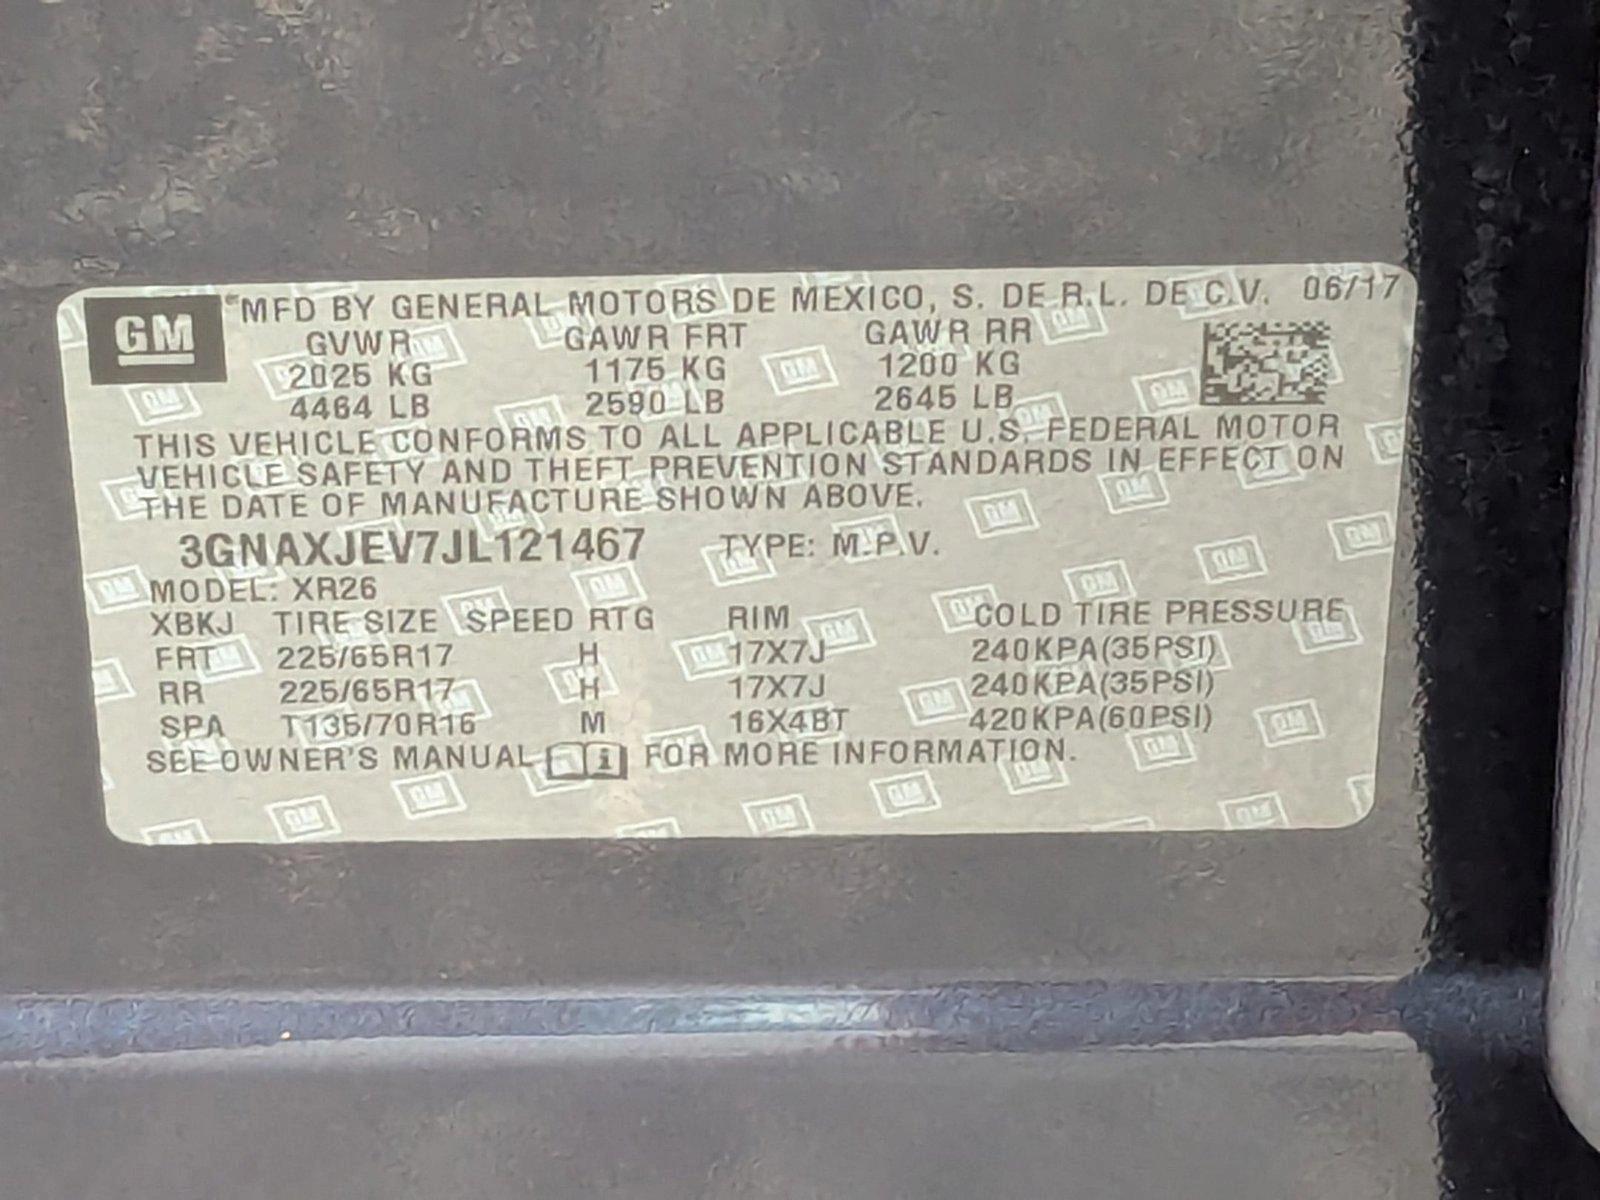 GM MFD BY GENERAL MOTORS DE MEXICO, S. DE R.L. DE C.V. 06/17
GVWR GAWR FRT GAWR RR
2025 KG 1175 KG 1200 KG
4464 LB 2590 LB 2645 LB
THIS VEHICLE CONFORMS TO ALL APPLICABLE U.S. FEDERAL MOTOR
VEHICLE SAFETY AND THEFT PREVENTION STANDARDS IN EFFECT ON
THE DATE OF MANUFACTURE SHOWN ABOVE.
3GNAXJEV7JL121467 TYPE: M.P.V.
MODEL: XR26
XBKJ TIRE SIZE SPEED RTG RIM COLD TIRE PRESSURE
FRT 225/65R17 H 17X7J 240KPA(35PSI)
RR 225/65R17 H 17X7J 240KPA(35PSI)
SPA T135/70R16 M 16X4BT 420KPA(60PSI)
SEE OWNER'S MANUAL FOR MORE INFORMATION.